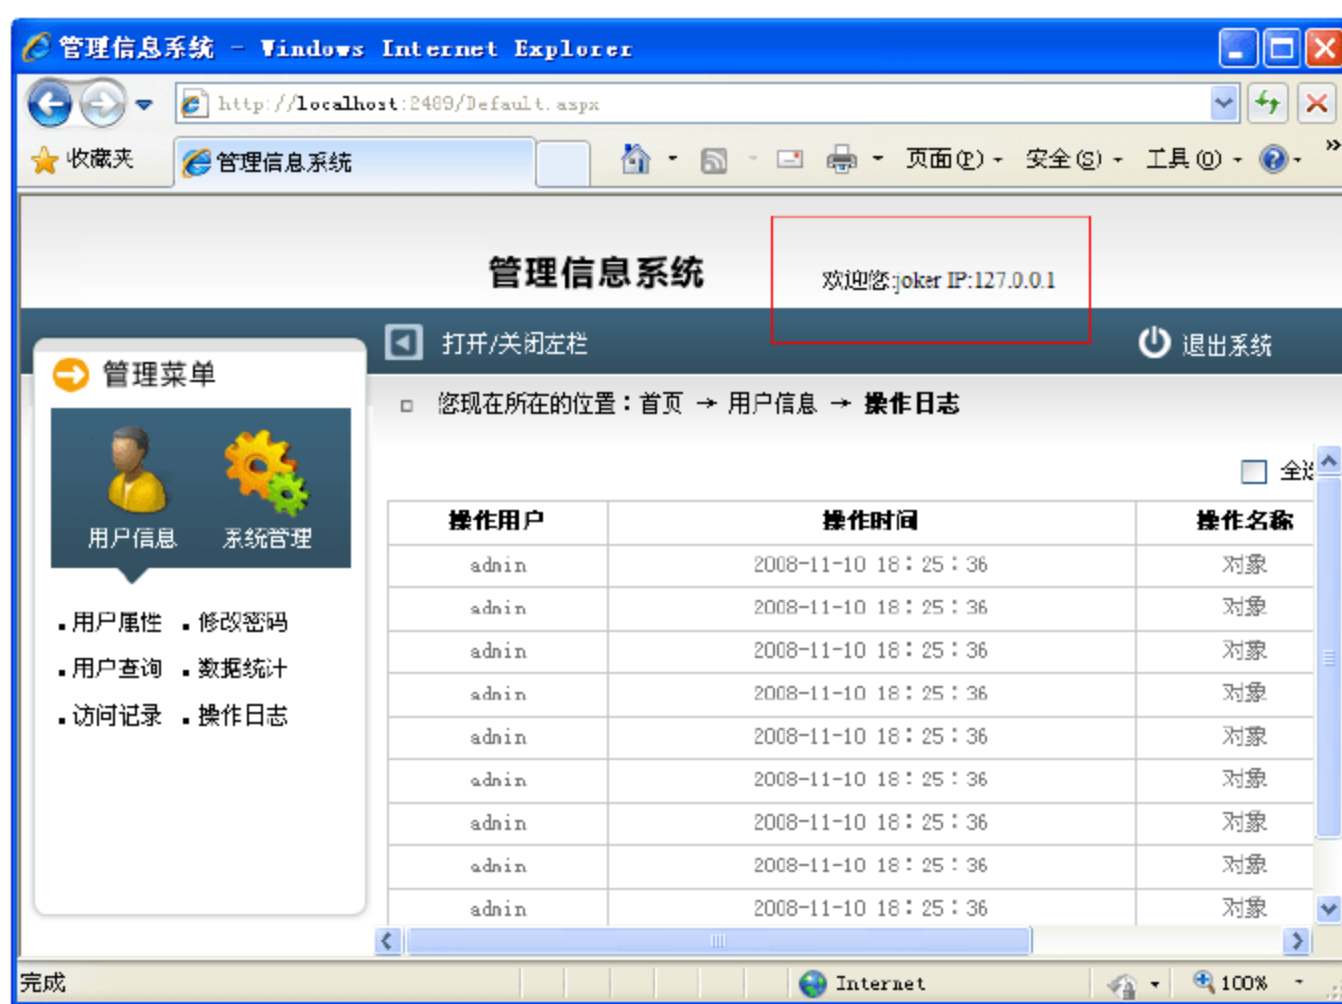 管理信息系统 - Windows Internet Explorer
http://localhost:2489/Default.aspx
收藏夹 管理信息系统 页面(P) 安全(S) 工具(O) »
管理信息系统 欢迎您:joker IP:127.0.0.1
打开/关闭左栏 退出系统
管理菜单
您现在所在的位置：首页 → 用户信息 → 操作日志
用户信息 系统管理
用户属性 修改密码
用户查询 数据统计
访问记录 操作日志
全选
操作用户 操作时间 操作名称
admin 2008-11-10 18：25：36 对象
admin 2008-11-10 18：25：36 对象
admin 2008-11-10 18：25：36 对象
admin 2008-11-10 18：25：36 对象
admin 2008-11-10 18：25：36 对象
admin 2008-11-10 18：25：36 对象
admin 2008-11-10 18：25：36 对象
admin 2008-11-10 18：25：36 对象
admin 2008-11-10 18：25：36 对象
完成 Internet 100%